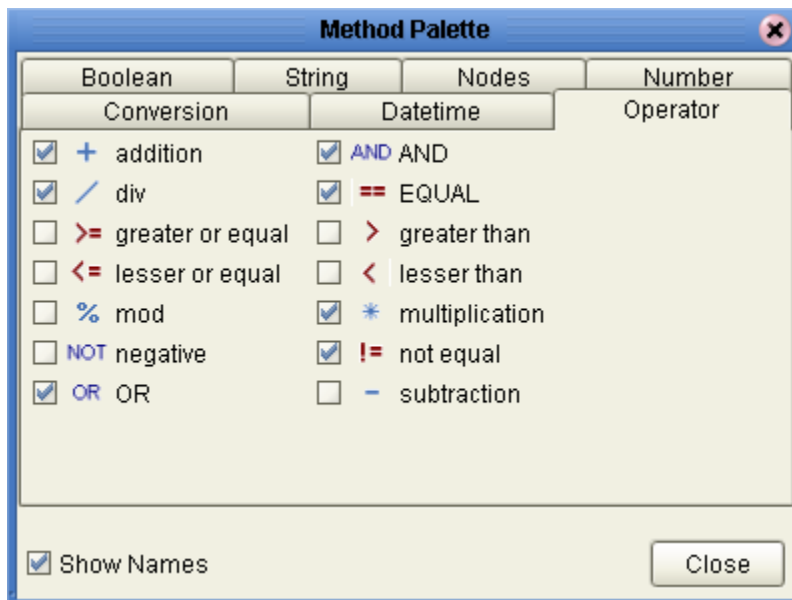 Method Palette
Boolean String Nodes Number
Conversion Datetime Operator
+ addition AND AND
/ div == EQUAL
>= greater or equal > greater than
<= lesser or equal < lesser than
% mod * multiplication
NOT negative != not equal
OR OR - subtraction
Show Names Close